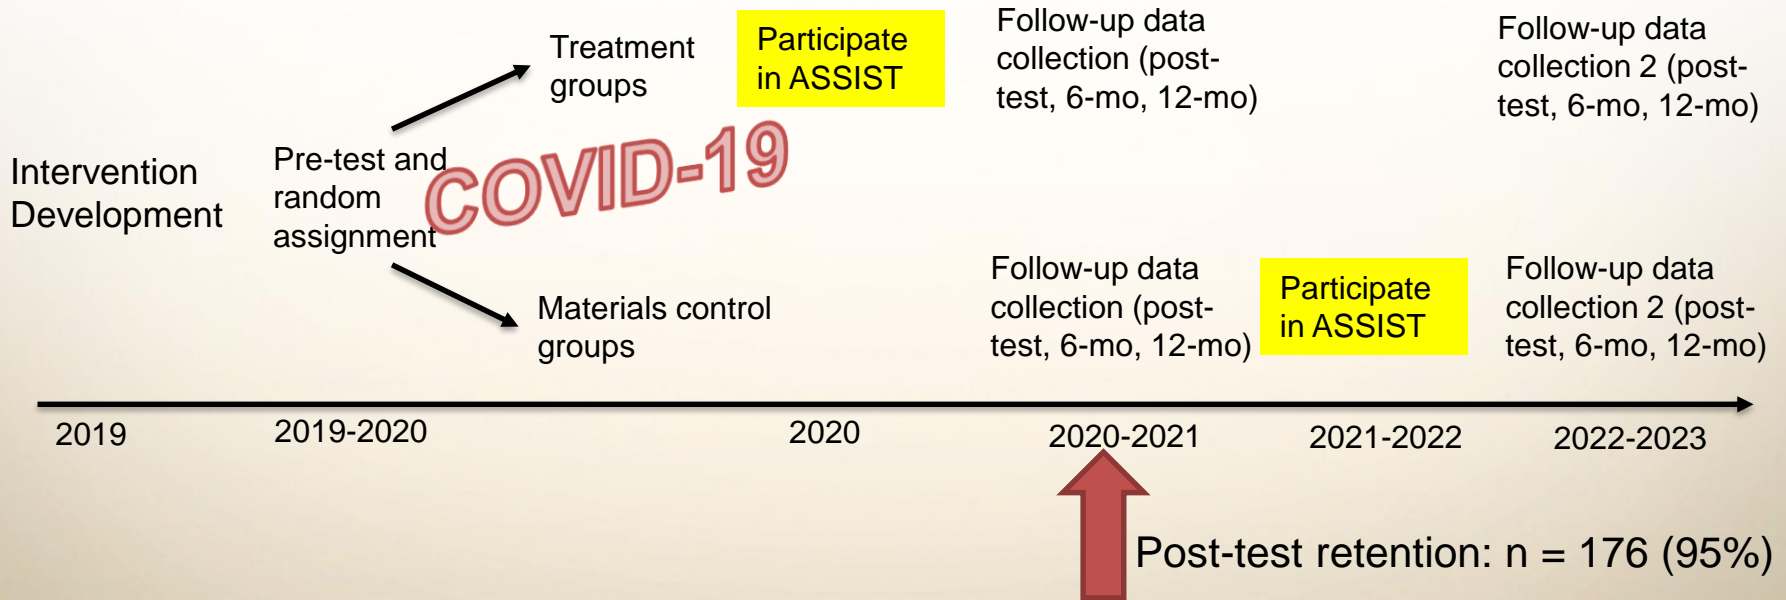 Intervention
Development
Pre-test and
random
assignment
COVID-19
Treatment
groups
Participate
in ASSIST
Follow-up data
collection (post-
test, 6-mo, 12-mo)
Follow-up data
collection 2 (post-
test, 6-mo, 12-mo)
Materials control
groups
Follow-up data
collection (post-
test, 6-mo, 12-mo)
Participate
in ASSIST
Follow-up data
collection 2 (post-
test, 6-mo, 12-mo)
2019
2019-2020
2020
2020-2021
2021-2022
2022-2023
Post-test retention: n = 176 (95%)